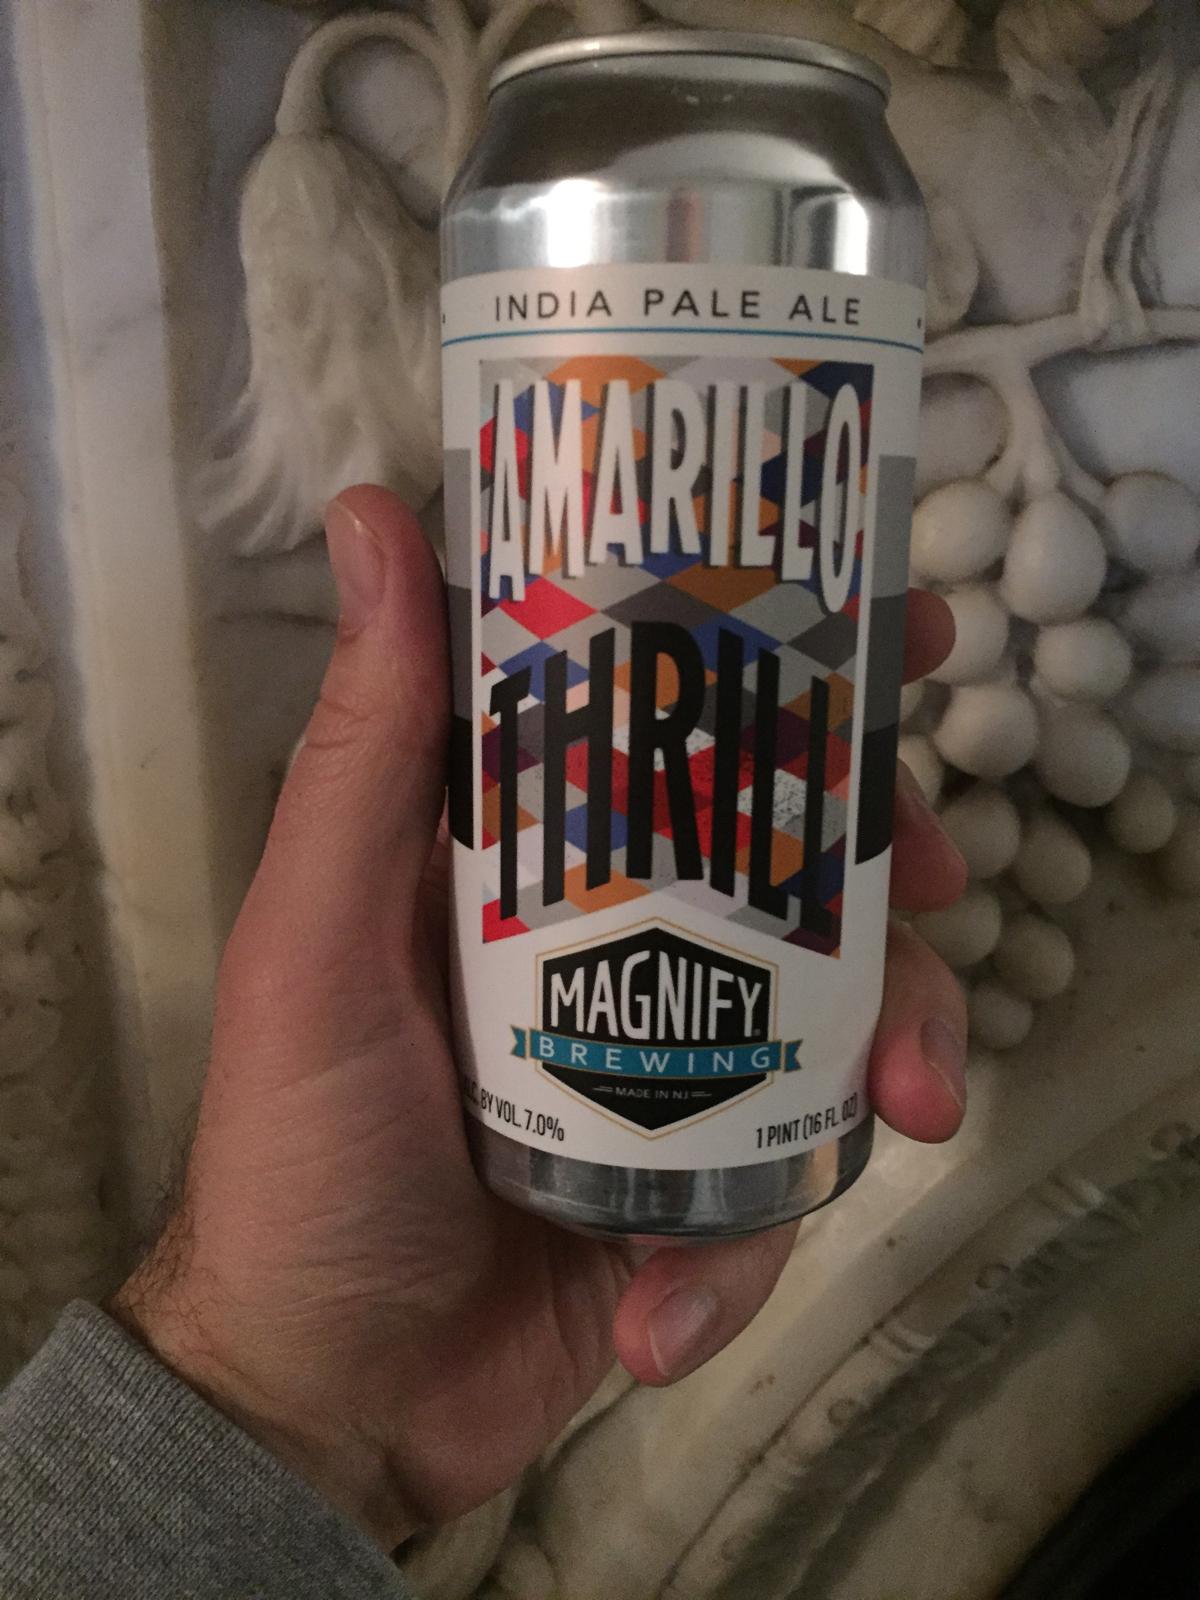 INDIA PALE ALE
AMARILLO
THRILL
MAGNIFY
BREWING
MADE IN NJ
ALC. BY VOL. 7.0%
1 PINT (16 FL. OZ)